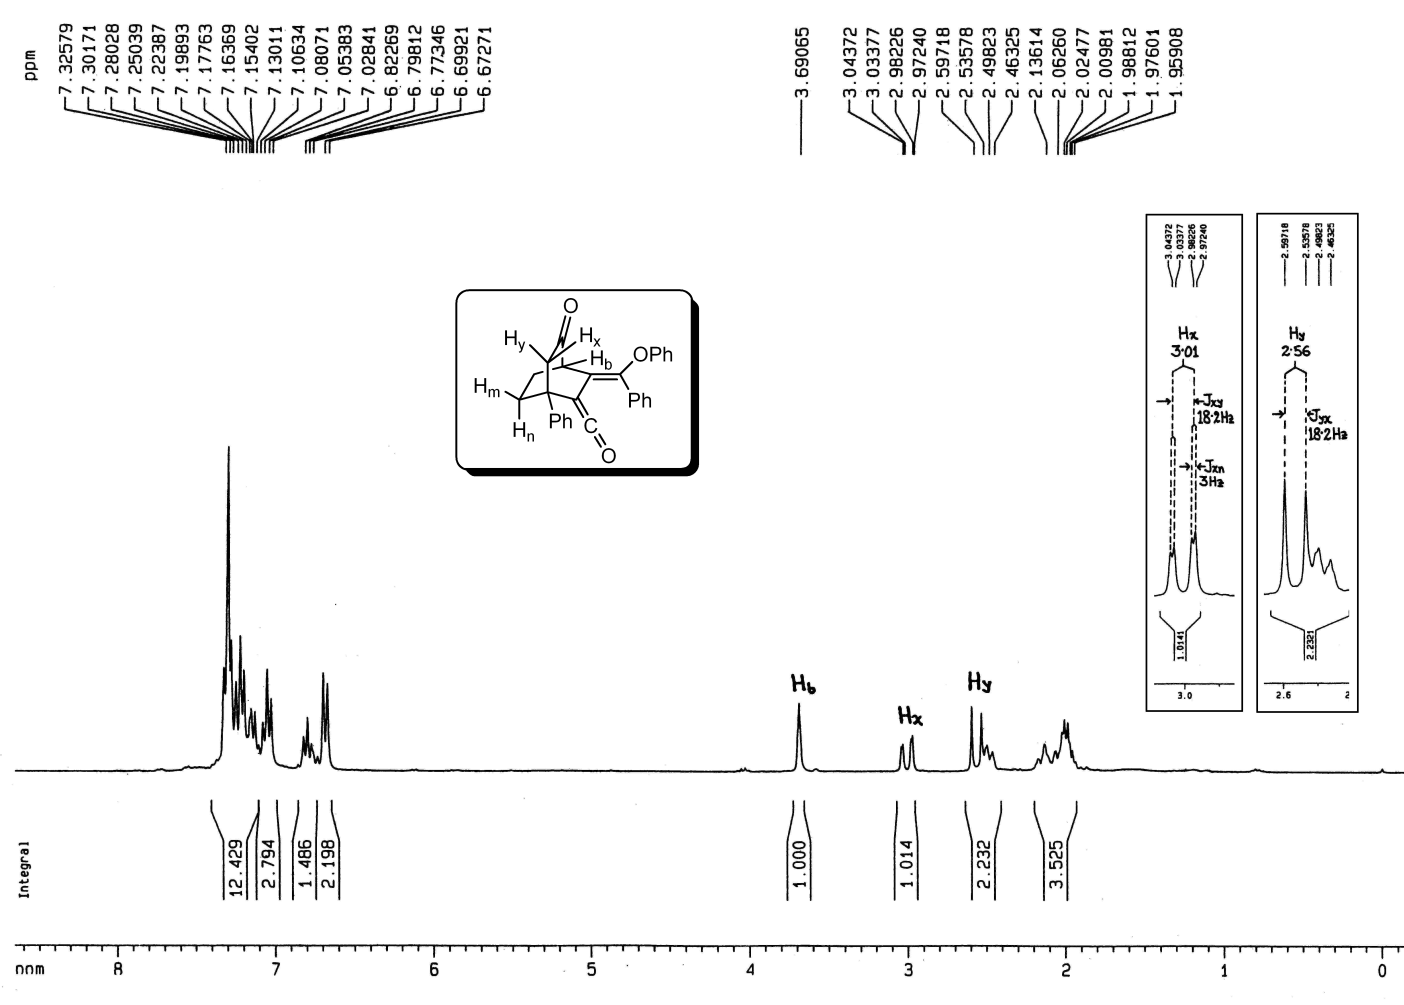 ppm
7.32579
7.30171
7.28028
7.25039
7.22387
7.19893
7.17763
7.16369
7.15402
7.13011
7.10634
7.08071
7.05383
7.02841
6.82269
6.79812
6.77346
6.69921
6.67271
3.69065
3.04372
3.03377
2.98226
2.97240
2.59718
2.53578
2.49823
2.46325
2.13614
2.06260
2.02477
2.00981
1.98812
1.97601
1.95908
3.04372
3.03377
2.98226
2.97240
Hx
3.01
Jxy
18.2Hz
Jxn
3Hz
1.0141
3.0
2.59718
2.53578
2.49823
2.46325
Hy
2.56
Jyx
18.2Hz
2.2321
2.6
2
O
Hy
Hx
Hb
OPh
Hm
Ph
Hn
Ph
C
O
Hb
Hx
Hy
Integral
12.429
2.794
1.486
2.198
1.000
1.014
2.232
3.525
ppm 8 7 6 5 4 3 2 1 0